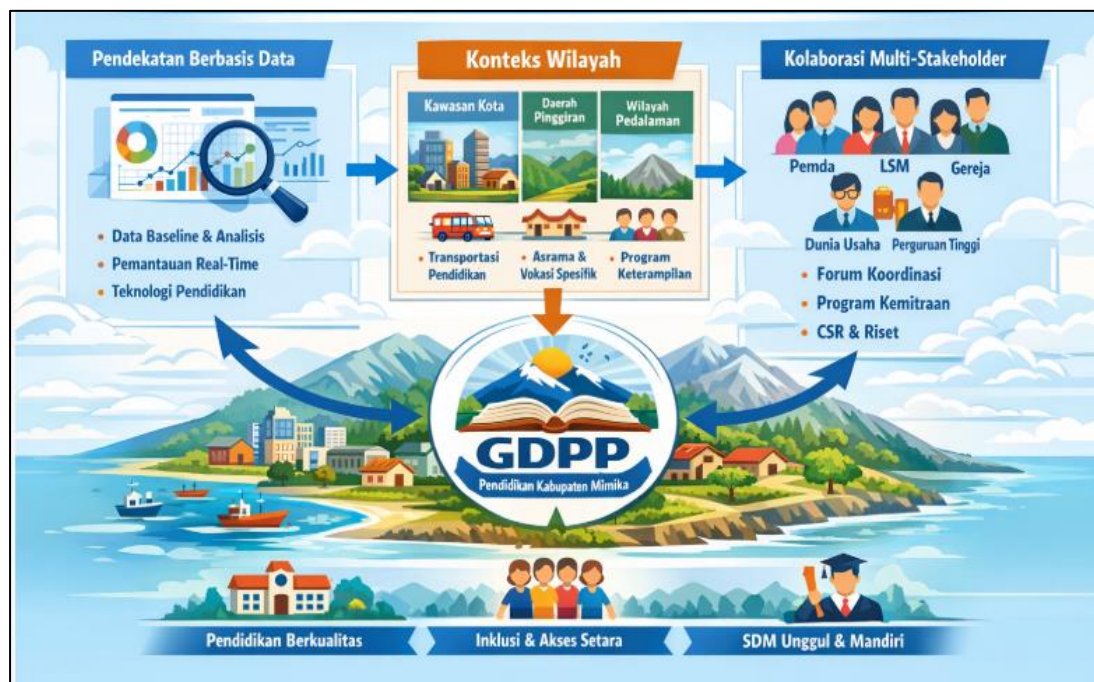 Pendekatan Berbasis Data
• Data Baseline & Analisis
• Pemantauan Real-Time
• Teknologi Pendidikan
Konteks Wilayah
Kawasan Kota
Daerah
Pinggiran
Wilayah
Pedalaman
• Transportasi
Pendidikan
• Asrama &
Vokasi Spesifik
• Program
Keterampilan
Kolaborasi Multi-Stakeholder
Pemda
LSM
Gereja
Dunia Usaha
Perguruan Tinggi
• Forum Koordinasi
• Program Kemitraan
• CSR & Riset
GDPP
Pendidikan Kabupaten Mimika
Pendidikan Berkualitas
Inklusi & Akses Setara
SDM Unggul & Mandiri